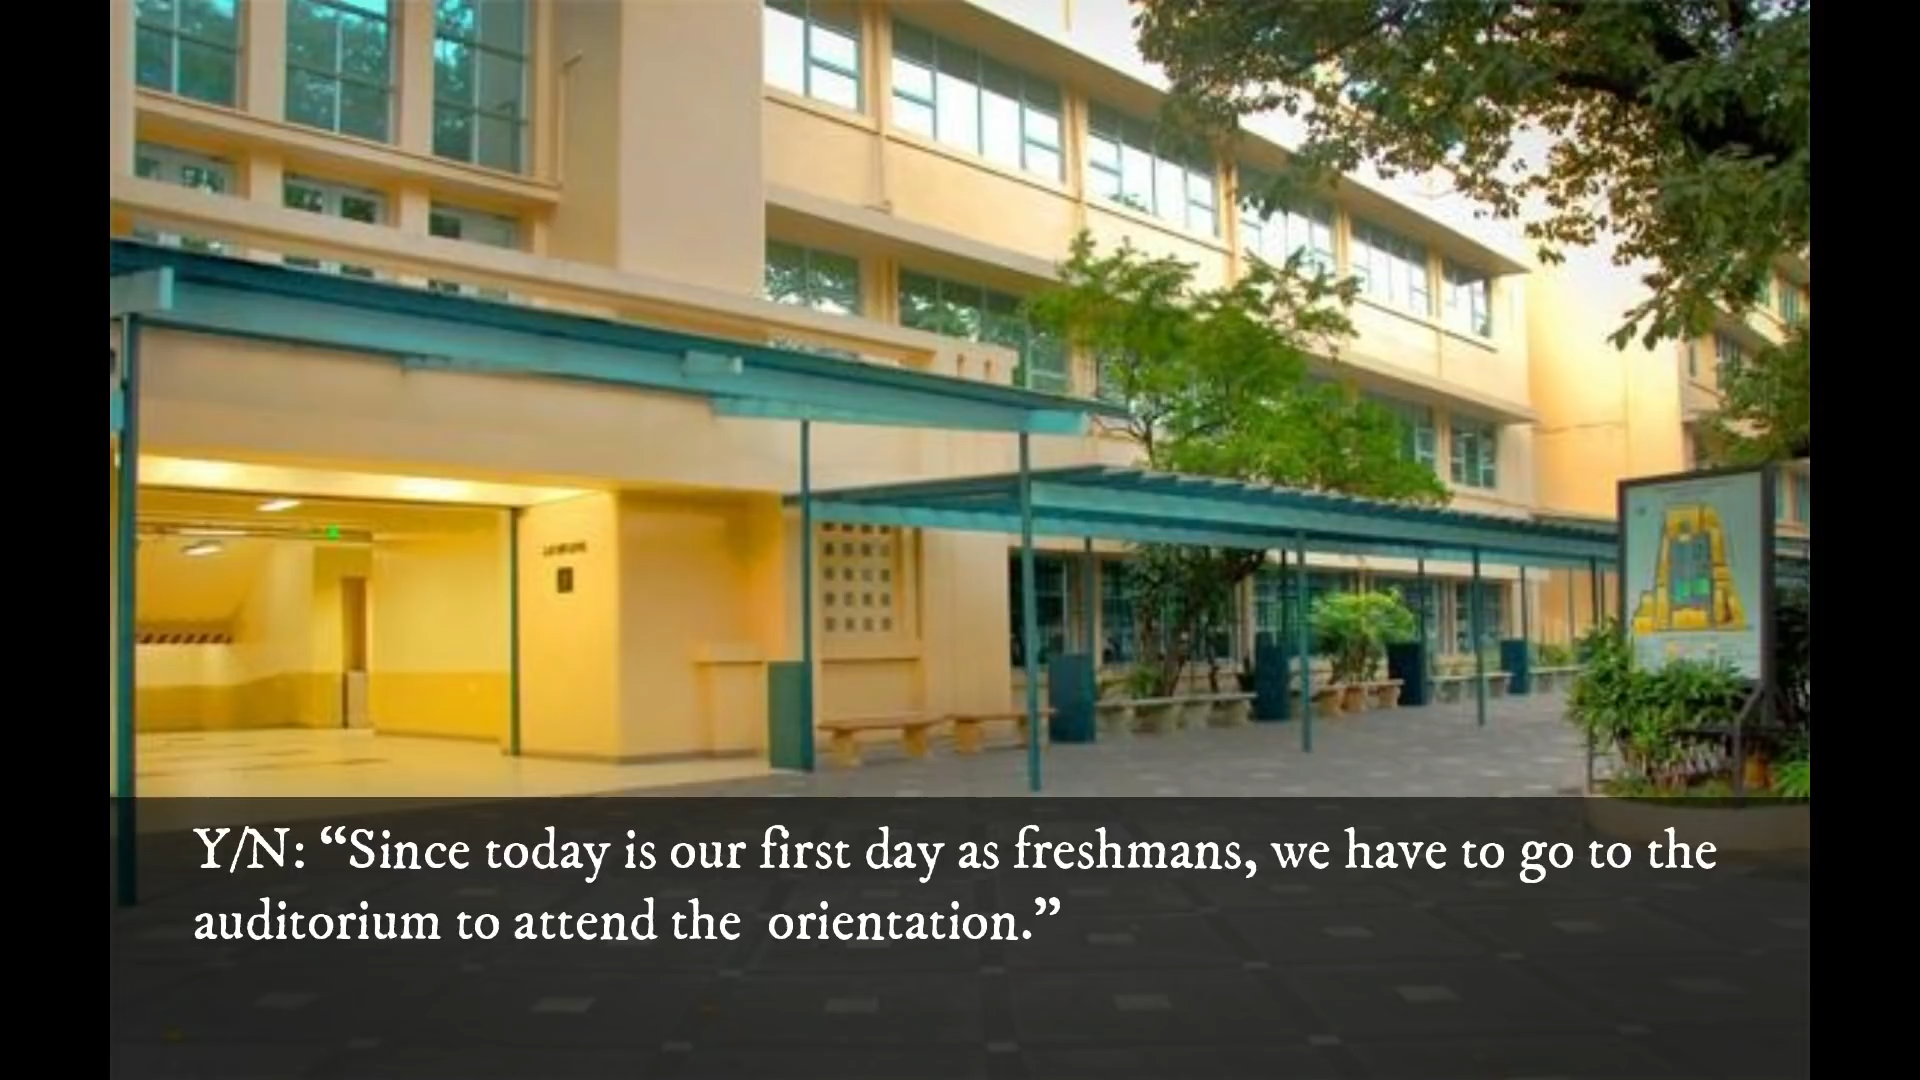 Y/N: “Since today is our first day as freshmans, we have to go to the
auditorium to attend the  orientation.”